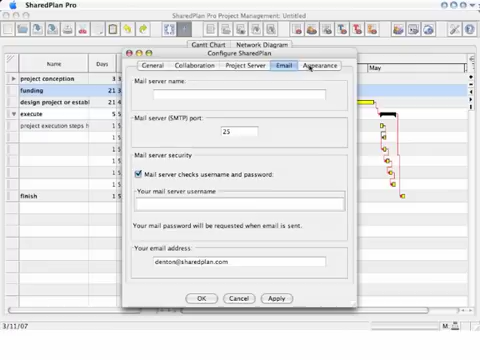 SharedPlan Pro
SharedPlan Pro Project Management: Untitled
Gantt Chart
Network Diagram
Configure SharedPlan
General
Collaboration
Project Server
Email
Appearance
Name
Days
May
project conception
3
funding
21
design project or establ
21
execute
3
project execution steps
finish
Mail server name:
Mail server (SMTP) port:
25
Mail server security
Mail server checks username and password:
Your mail server username
Your mail password will be requested when email is sent.
Your email address:
denton@sharedplan.com
OK
Cancel
Apply
3/11/07
M..